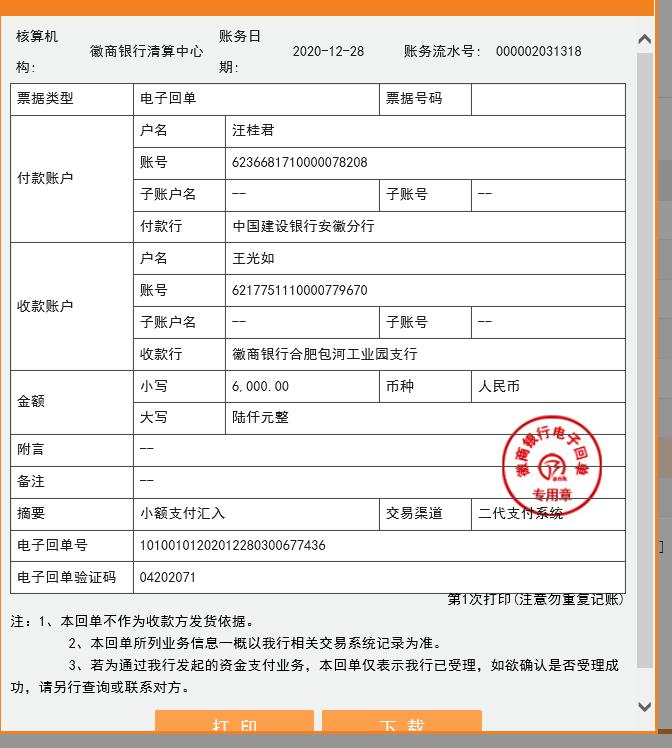 核算机构: 徽商银行清算中心 账务日期: 2020-12-28 账务流水号: 000002031318
票据类型 电子回单 票据号码
付款账户 户名 汪桂君
账号 6236681710000078208
子账户名 -- 子账号 --
付款行 中国建设银行安徽分行
收款账户 户名 王光如
账号 6217751110000779670
子账户名 -- 子账号 --
收款行 徽商银行合肥包河工业园支行
金额 小写 6,000.00 币种 人民币
大写 陆仟元整
附言 --
备注 --
徽商银行电子回单
ank
专用章
摘要 小额支付汇入 交易渠道 二代支付系统
电子回单号 10100101202012280300677436
电子回单验证码 04202071
第1次打印(注意勿重复记账)
注：1、本回单不作为收款方发货依据。
2、本回单所列业务信息一概以我行相关交易系统记录为准。
3、若为通过我行发起的资金支付业务，本回单仅表示我行已受理，如欲确认是否受理成
功，请另行查询或联系对方。
打 印 下 载